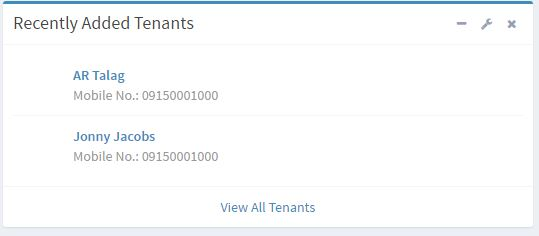 Recently Added Tenants
AR Talag
Mobile No.: 09150001000
Jonny Jacobs
Mobile No.: 09150001000
View All Tenants